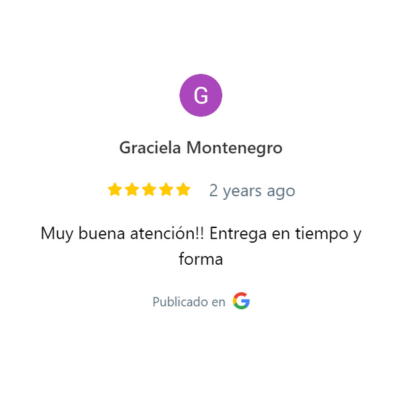 G
Graciela Montenegro
2 years ago
Muy buena atención!! Entrega en tiempo y
forma
Publicado en G